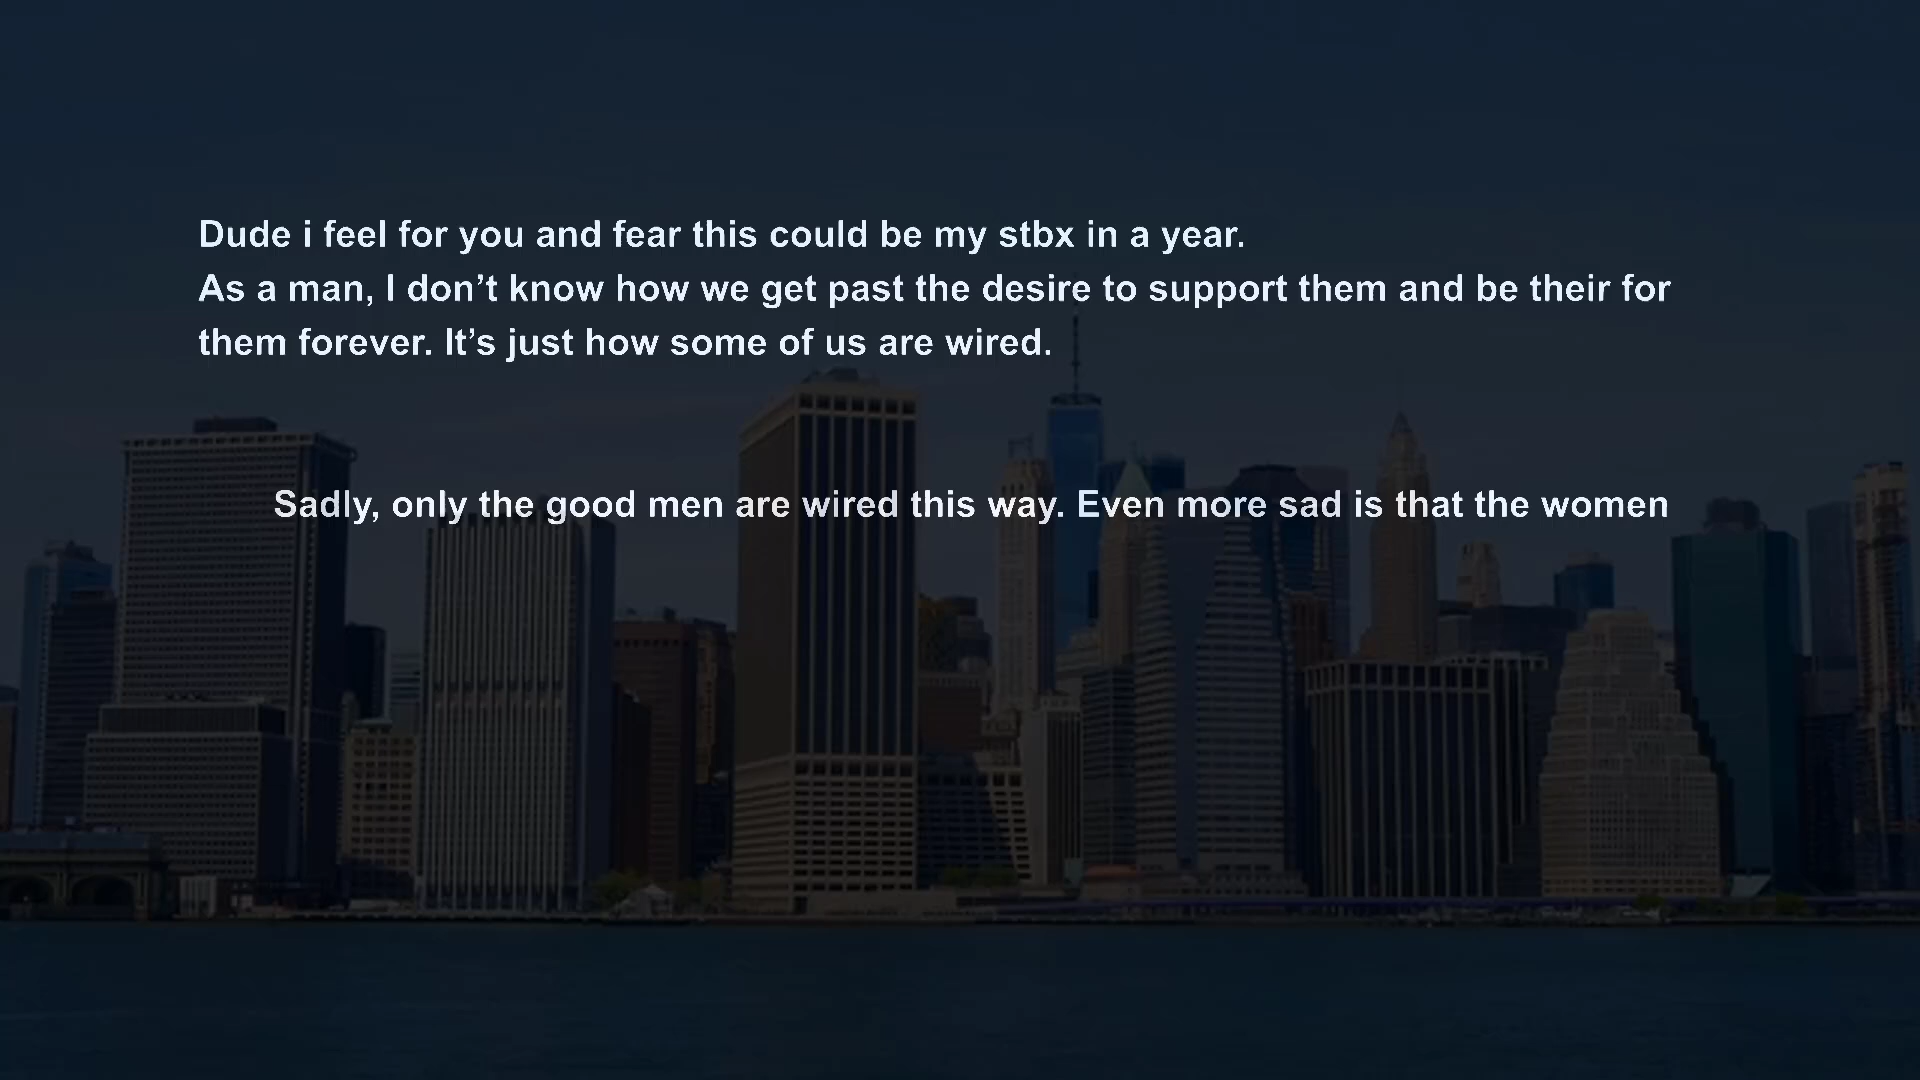 Dude i feel for you and fear this could be my stbx in a year.
As a man, I don’t know how we get past the desire to support them and be their for
them forever. It’s just how some of us are wired.
Sadly, only the good men are wired this way. Even more sad is that the women